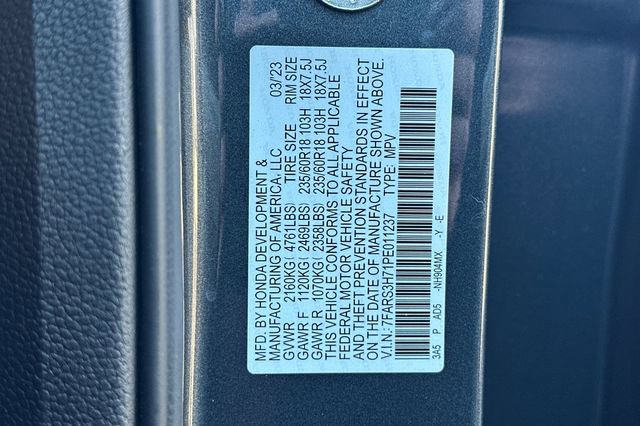 MFD. BY HONDA DEVELOPMENT &
MANUFACTURING OF AMERICA, LLC 03/'23
GVWR 2160KG( 4761LBS) TIRE SIZE RIM SIZE
GAWR F 1120KG( 2469LBS) 235/60R18 103H 18X7.5J
GAWR R 1070KG( 2358LBS) 235/60R18 103H 18X7.5J
THIS VEHICLE CONFORMS TO ALL APPLICABLE
FEDERAL MOTOR VEHICLE SAFETY
AND THEFT PREVENTION STANDARDS IN EFFECT
ON THE DATE OF MANUFACTURE SHOWN ABOVE.
V.I.N.: 7FARS3H71PE011237 TYPE: MPV
3A5 P AD5 -NH904MX -Y -E